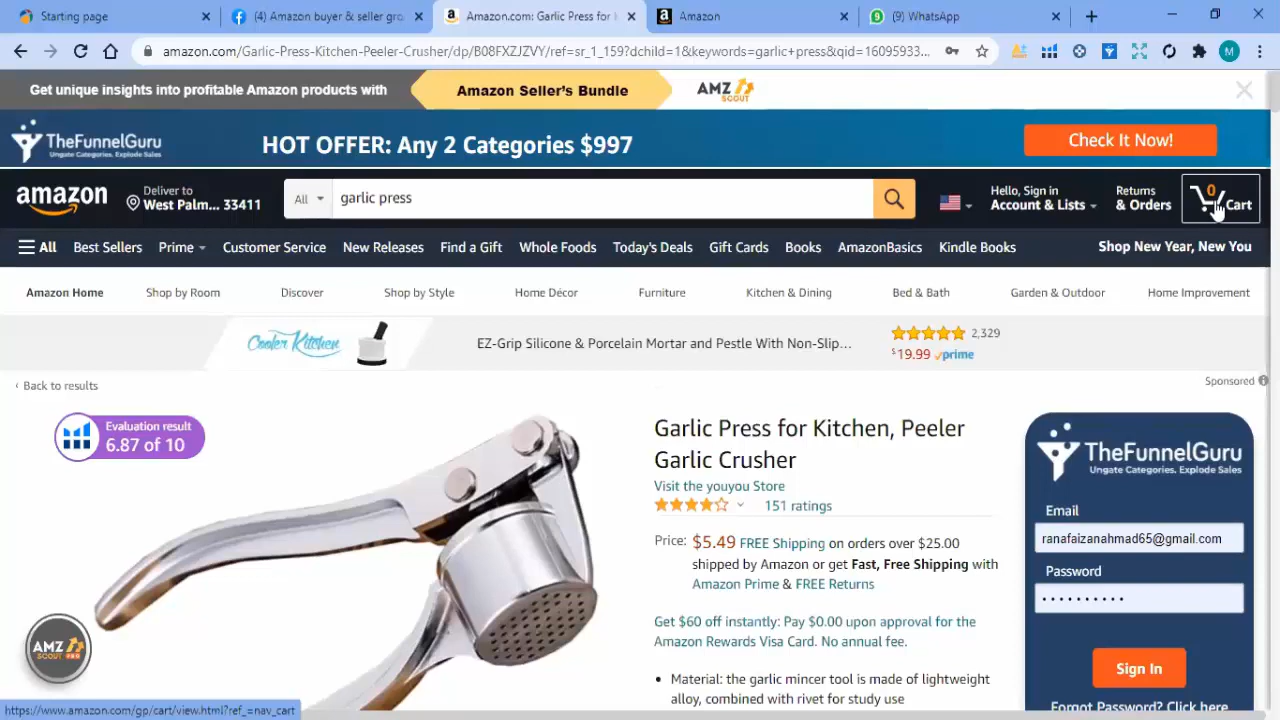 Starting page
(4) Amazon buyer & seller gro
Amazon.com: Garlic Press for K
Amazon
(9) WhatsApp
amazon.com/Garlic-Press-Kitchen-Peeler-Crusher/dp/B08FXZJZVY/ref=sr_1_159?dchild=1&keywords=garlic+press&qid=16095933...
M
Get unique insights into profitable Amazon products with
Amazon Seller's Bundle
AMZ
SCOUT
TheFunnelGuru
Ungate Categories. Explode Sales
HOT OFFER: Any 2 Categories $997
Check It Now!
amazon
Deliver to
West Palm... 33411
All
garlic press
Hello, Sign in
Account & Lists
Returns
& Orders
0
Cart
All
Best Sellers
Prime
Customer Service
New Releases
Find a Gift
Whole Foods
Today's Deals
Gift Cards
Books
AmazonBasics
Kindle Books
Shop New Year, New You
Amazon Home
Shop by Room
Discover
Shop by Style
Home Décor
Furniture
Kitchen & Dining
Bed & Bath
Garden & Outdoor
Home Improvement
Cooler Kitchen
EZ-Grip Silicone & Porcelain Mortar and Pestle With Non-Slip...
2,329
$19.99 prime
‹ Back to results
Sponsored
Evaluation result
6.87 of 10
Garlic Press for Kitchen, Peeler
Garlic Crusher
Visit the youyou Store
151 ratings
Price: $5.49 FREE Shipping on orders over $25.00
shipped by Amazon or get Fast, Free Shipping with
Amazon Prime & FREE Returns
Get $60 off instantly: Pay $0.00 upon approval for the
Amazon Rewards Visa Card. No annual fee.
• Material: the garlic mincer tool is made of lightweight
alloy, combined with rivet for study use
TheFunnelGuru
Ungate Categories. Explode Sales
Email
ranafaizanahmad65@gmail.com
Password
Sign In
Forgot Password? Click here
AMZ
SCOUT PRO
https://www.amazon.com/gp/cart/view.html?ref_=nav_cart